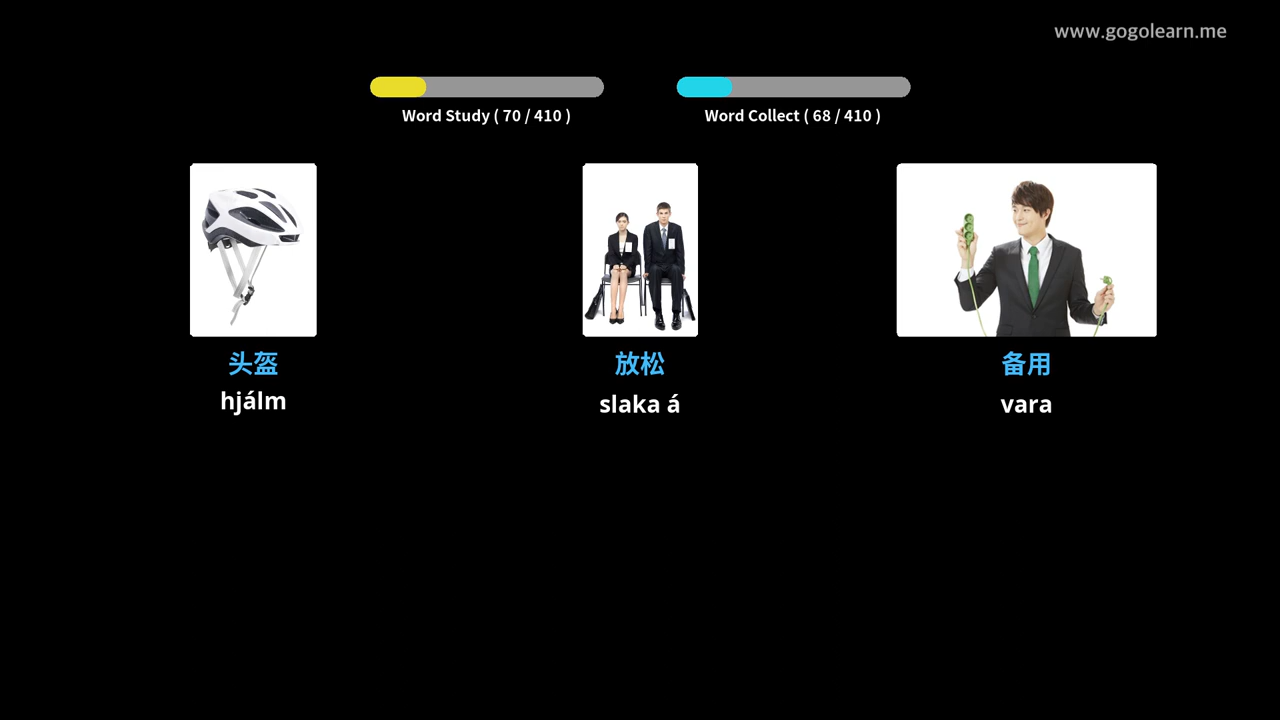 www.gogolearn.me
Word Study ( 70 / 410 )
Word Collect ( 68 / 410 )
头盔
hjálm
放松
slaka á
备用
vara